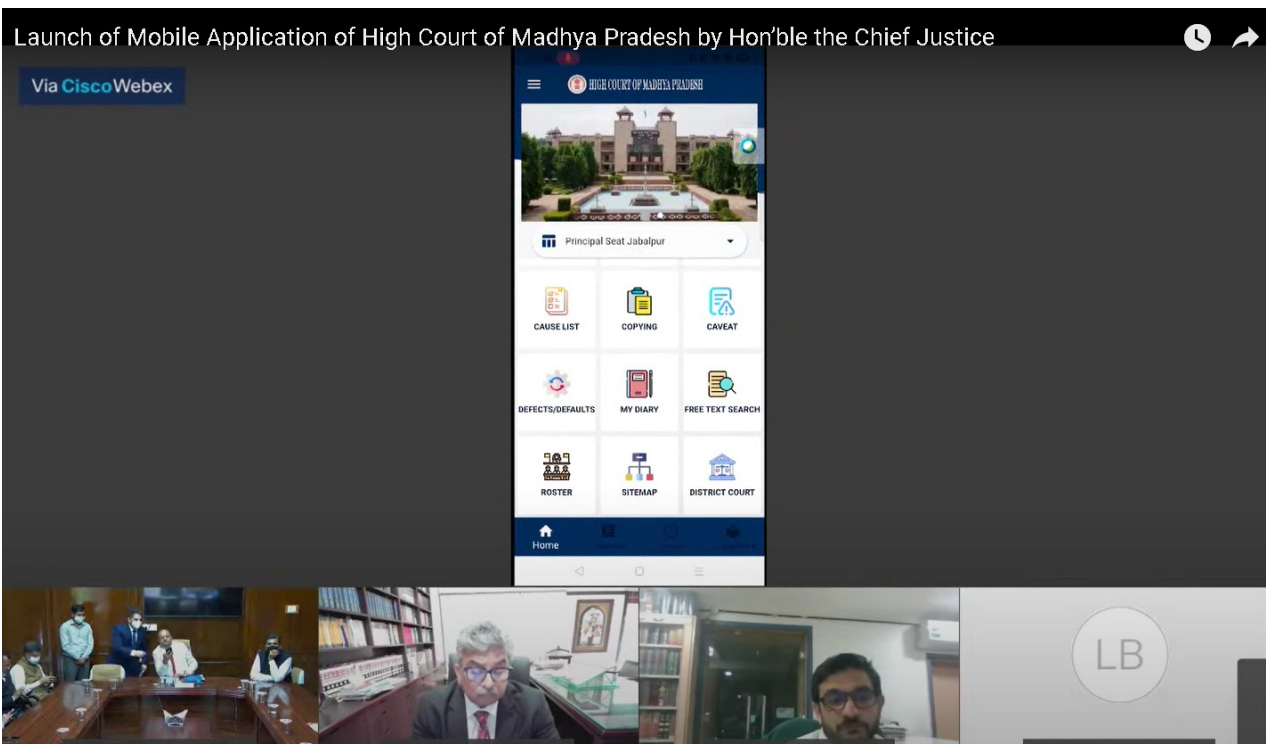 Launch of Mobile Application of High Court of Madhya Pradesh by Hon'ble the Chief Justice
Via CiscoWebex
HIGH COURT OF MADHYA PRADESH
Principal Seat Jabalpur
CAUSE LIST
COPYING
CAVEAT
DEFECTS/DEFAULTS
MY DIARY
FREE TEXT SEARCH
ROSTER
SITEMAP
DISTRICT COURT
Home
LB